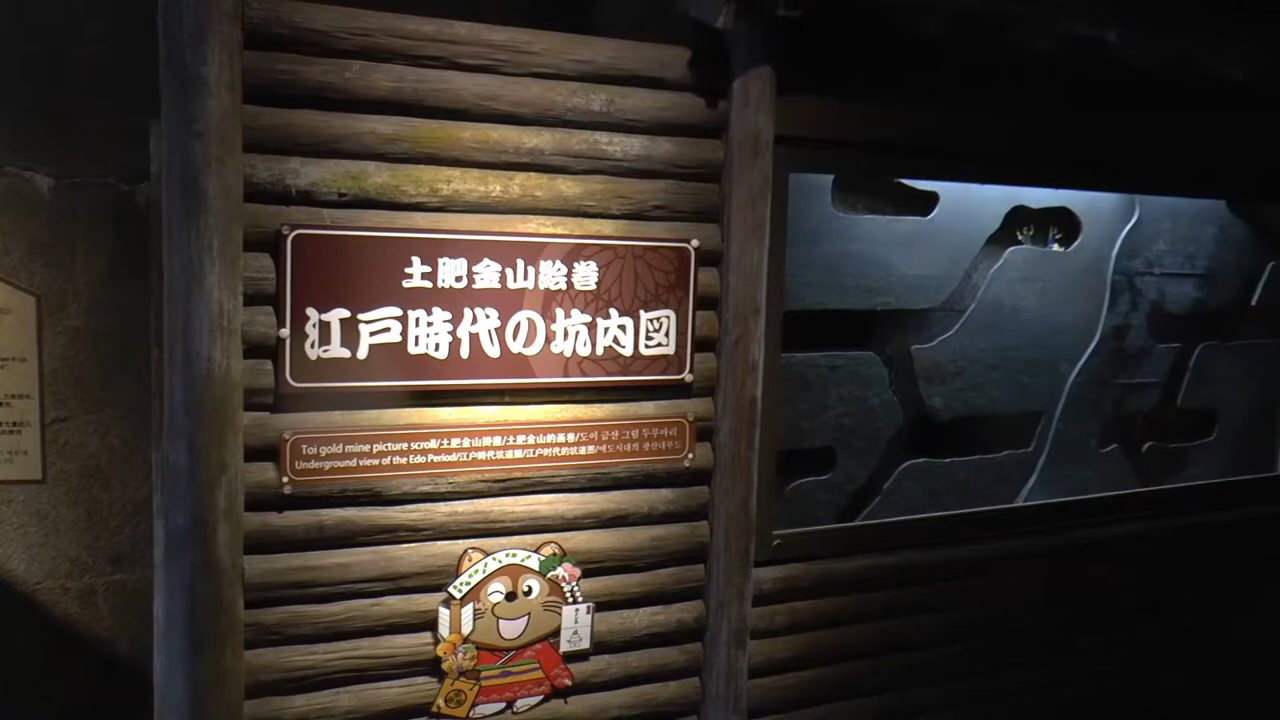 土肥金山絵巻
江戸時代の坑内図
Toi gold mine picture scroll/土肥金山掛畫/土肥金山的画卷/도이 금산 그림 두루마리
Underground view of the Edo Period/江戸時代坑道圖/江户时代的坑道图/에도시대의 광산내부도